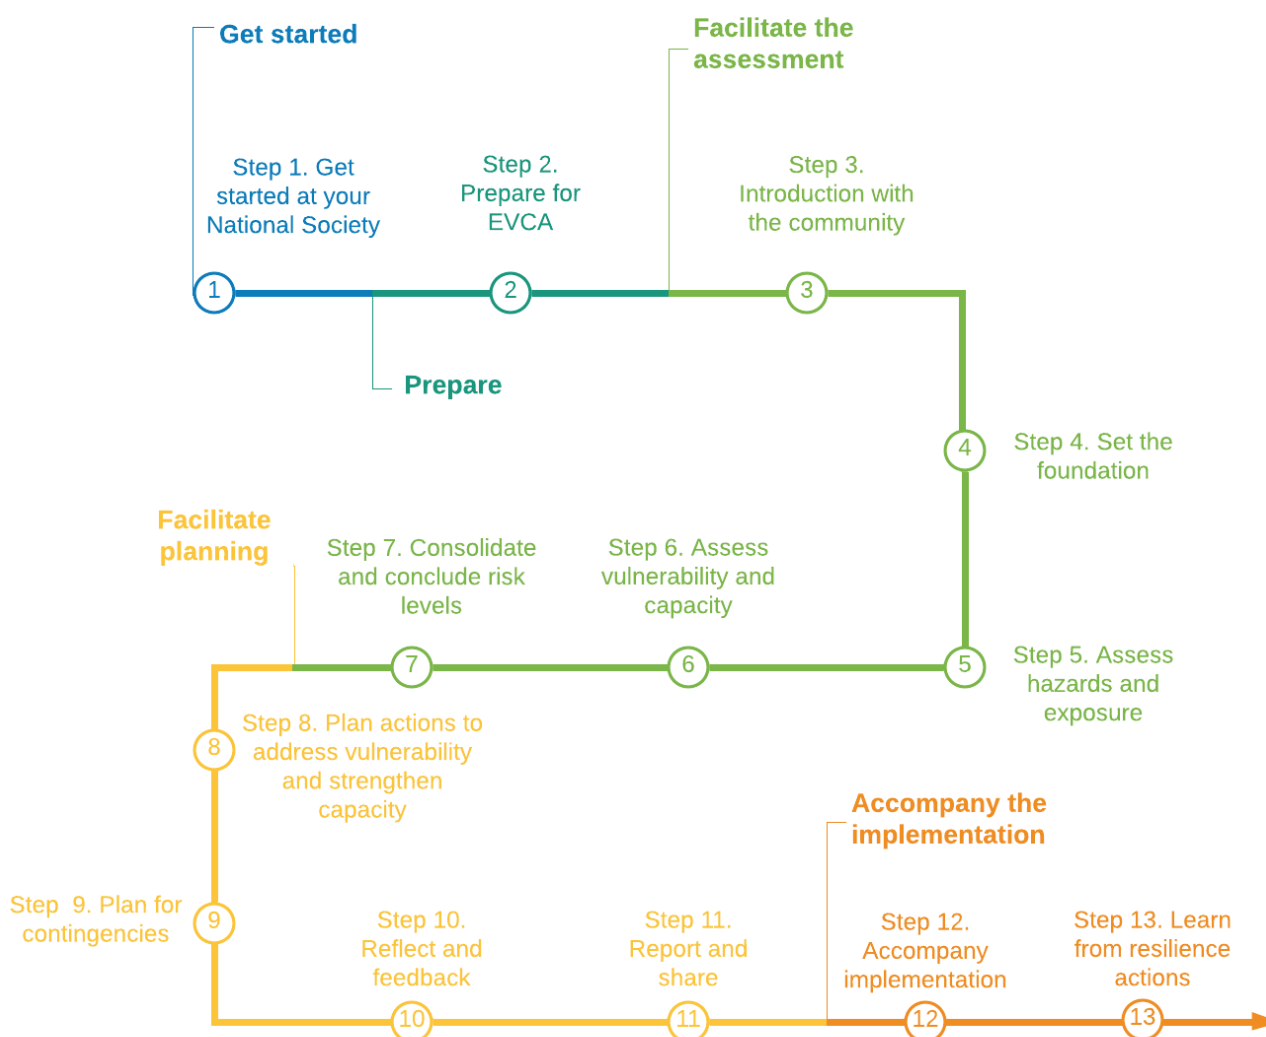 Get started
Facilitate the
assessment
Step 1. Get
started at your
National Society
Step 2.
Prepare for
EVCA
Step 3.
Introduction with
the community
1
2
3
Prepare
4
Step 4. Set the
foundation
Facilitate
planning
Step 7. Consolidate
and conclude risk
levels
Step 6. Assess
vulnerability and
capacity
7
6
5
Step 5. Assess
hazards and
exposure
8
Step 8. Plan actions to
address vulnerability
and strengthen
capacity
Accompany the
implementation
Step  9. Plan for
contingencies
9
Step 10.
Reflect and
feedback
Step 11.
Report and
share
Step 12.
Accompany
implementation
Step 13. Learn
from resilience
actions
10
11
12
13